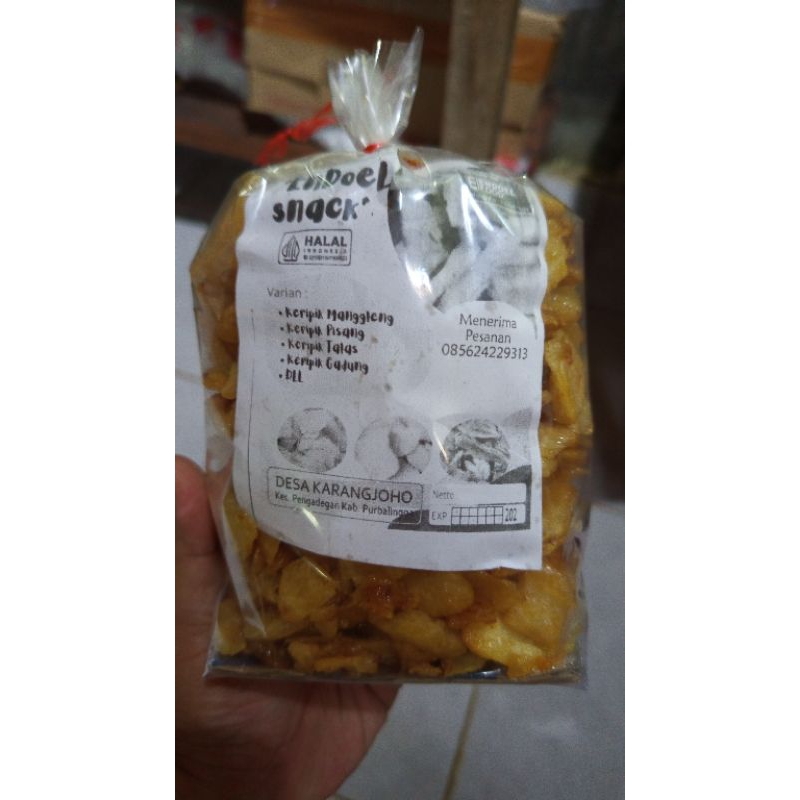 snack'
HALAL
INDONESIA
Varian :
• Keripik Manggleng
• Keripik Pisang
• Keripik Talas
• Keripik Gadung
• DLL
Menerima
Pesanan
085624229313
DESA KARANGJOHO
Kec. Pengadegan Kab. Purbalingga
Netto
EXP 202